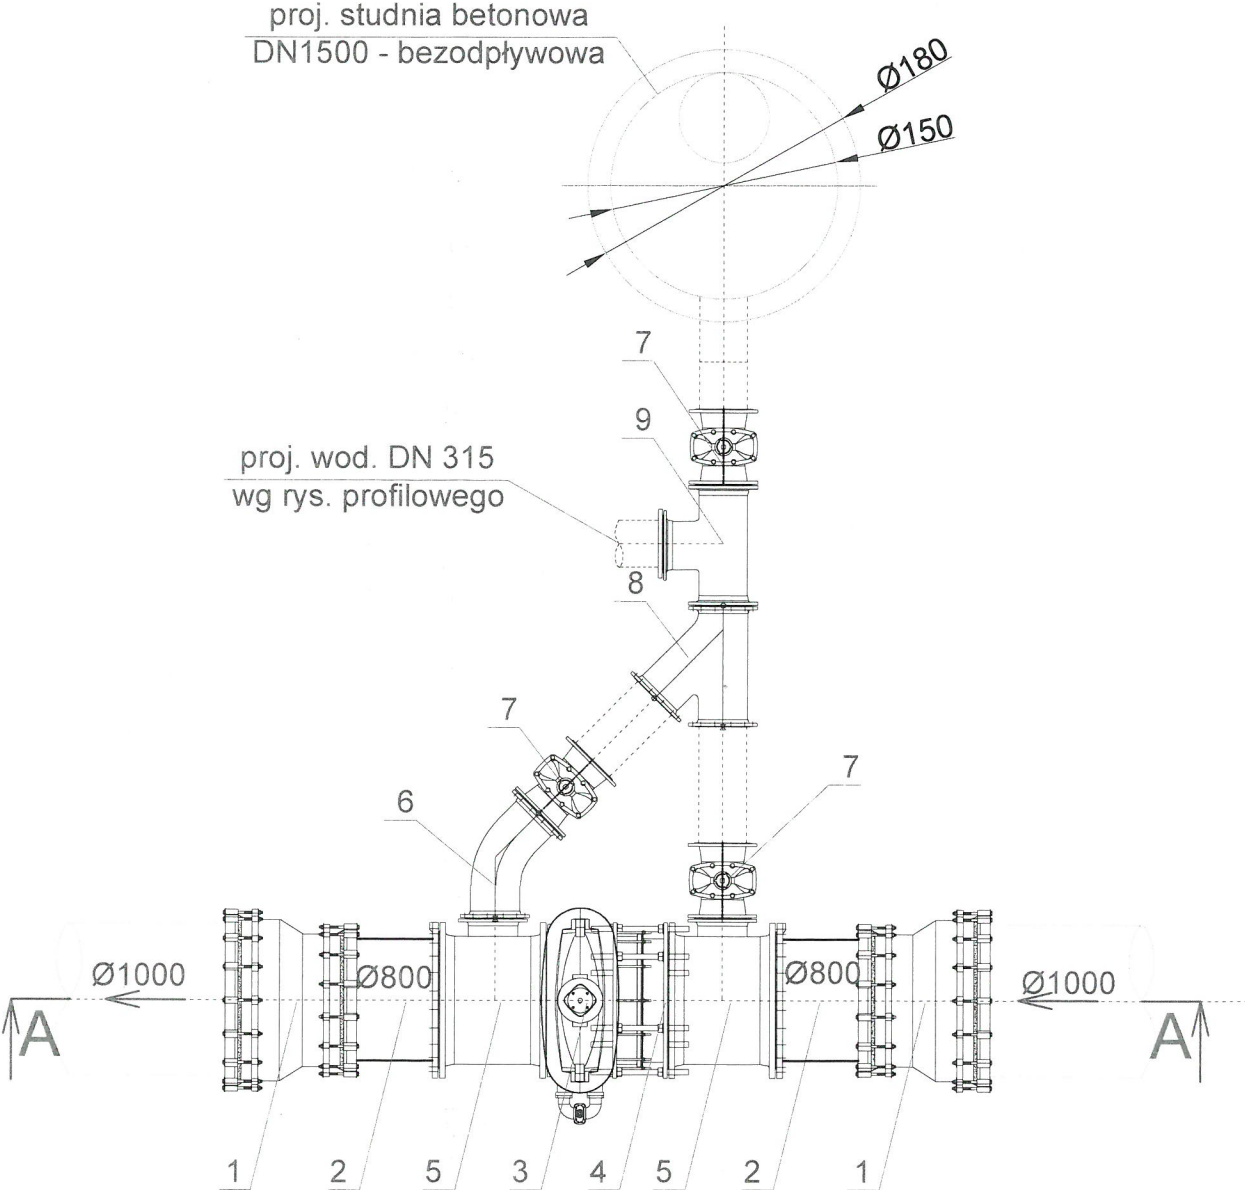 proj. studnia betonowa
DN1500 - bezodpływowa
Ø180
Ø150
7
9
proj. wod. DN 315
wg rys. profilowego
8
7
7
6
Ø1000
Ø800
Ø800
Ø1000
A
A
1
2
5
3
4
5
2
1